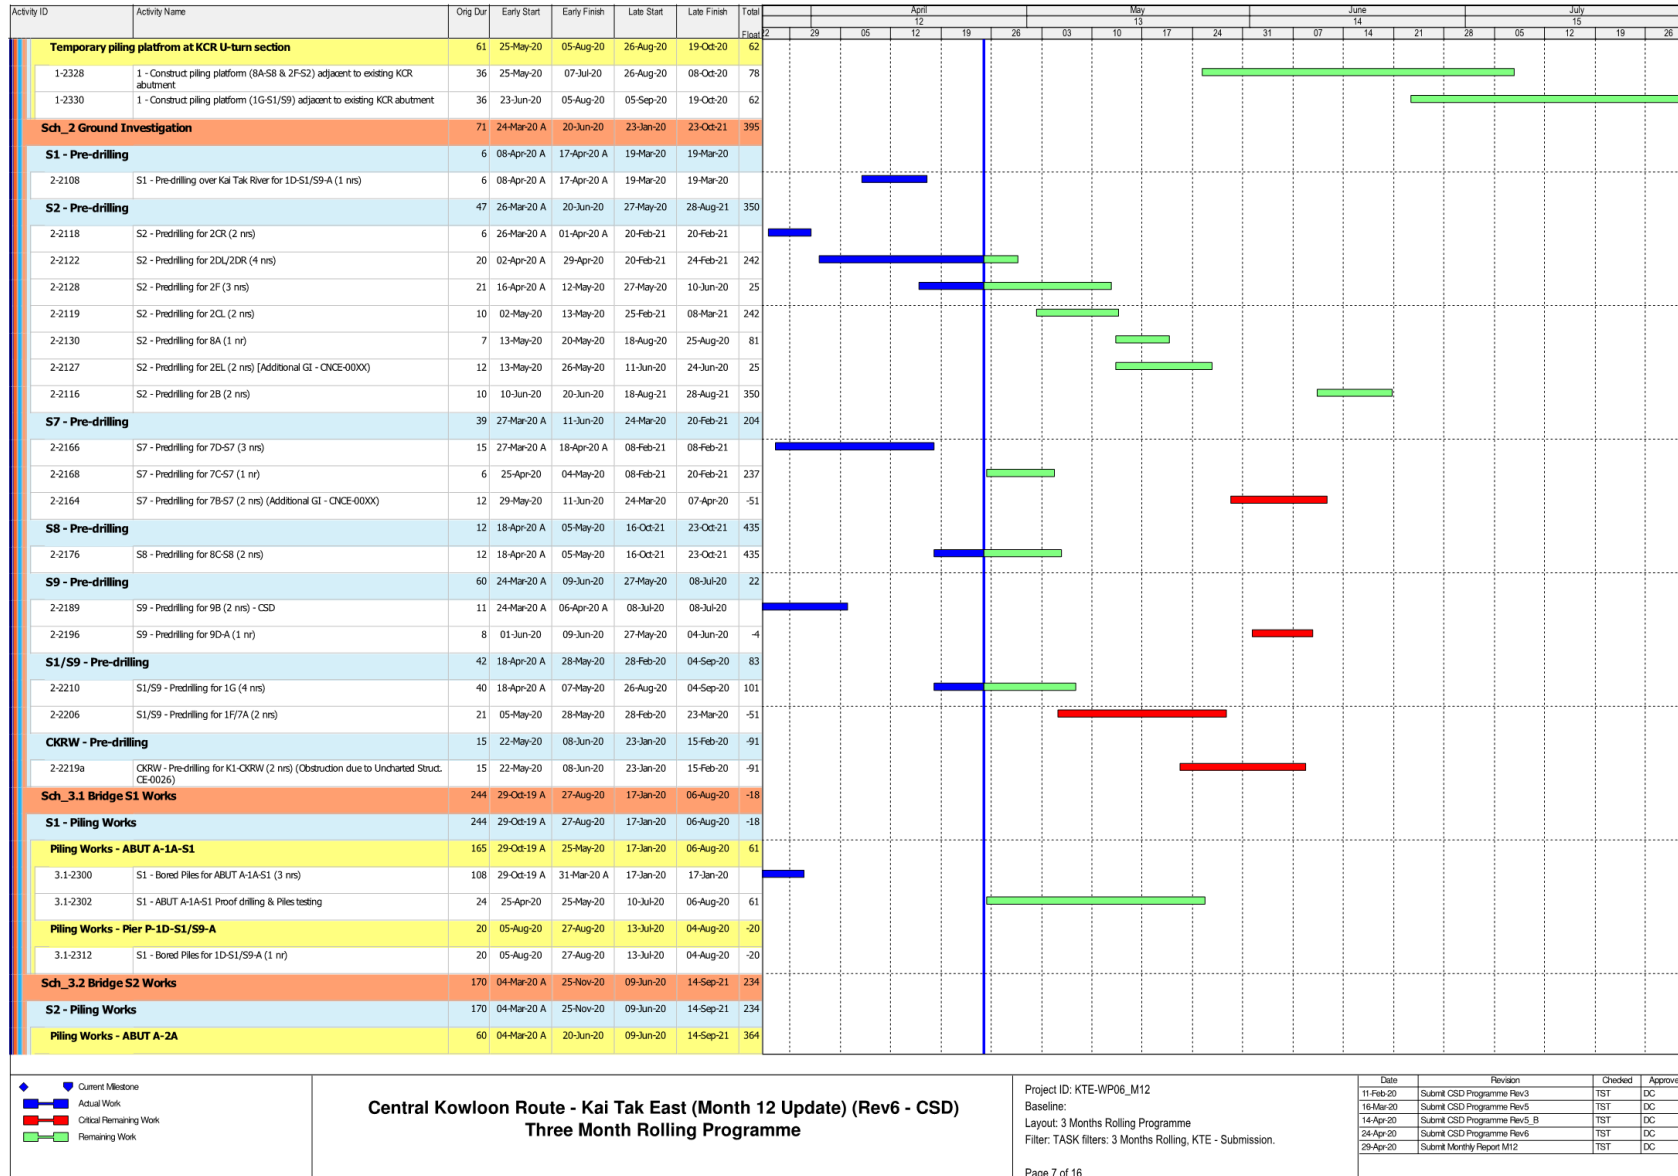 Activity ID Activity Name Orig Dur Early Start Early Finish Late Start Late Finish Total Float
April May June July
12 13 14 15
22 29 05 12 19 26 03 10 17 24 31 07 14 21 28 05 12 19 26
Temporary piling platfrom at KCR U-turn section 61 25-May-20 05-Aug-20 26-Aug-20 19-Oct-20 62
1-2328 1 - Construct piling platform (8A-S8 & 2F-S2) adjacent to existing KCR abutment 36 25-May-20 07-Jul-20 26-Aug-20 08-Oct-20 78
1-2330 1 - Construct piling platform (1G-S1/S9) adjacent to existing KCR abutment 36 23-Jun-20 05-Aug-20 05-Sep-20 19-Oct-20 62
Sch_2 Ground Investigation 71 24-Mar-20 A 20-Jun-20 23-Jan-20 23-Oct-21 395
S1 - Pre-drilling 6 08-Apr-20 A 17-Apr-20 A 19-Mar-20 19-Mar-20
2-2108 S1 - Pre-drilling over Kai Tak River for 1D-S1/S9-A (1 nrs) 6 08-Apr-20 A 17-Apr-20 A 19-Mar-20 19-Mar-20
S2 - Pre-drilling 47 26-Mar-20 A 20-Jun-20 27-May-20 28-Aug-21 350
2-2118 S2 - Predrilling for 2CR (2 nrs) 6 26-Mar-20 A 01-Apr-20 A 20-Feb-21 20-Feb-21
2-2122 S2 - Predrilling for 2DL/2DR (4 nrs) 20 02-Apr-20 A 29-Apr-20 20-Feb-21 24-Feb-21 242
2-2128 S2 - Predrilling for 2F (3 nrs) 21 16-Apr-20 A 12-May-20 27-May-20 10-Jun-20 25
2-2119 S2 - Predrilling for 2CL (2 nrs) 10 02-May-20 13-May-20 25-Feb-21 08-Mar-21 242
2-2130 S2 - Predrilling for 8A (1 nr) 7 13-May-20 20-May-20 18-Aug-20 25-Aug-20 81
2-2127 S2 - Predrilling for 2EL (2 nrs) [Additional GI - CNCE-00XX) 12 13-May-20 26-May-20 11-Jun-20 24-Jun-20 25
2-2116 S2 - Predrilling for 2B (2 nrs) 10 10-Jun-20 20-Jun-20 18-Aug-21 28-Aug-21 350
S7 - Pre-drilling 39 27-Mar-20 A 11-Jun-20 24-Mar-20 20-Feb-21 204
2-2166 S7 - Predrilling for 7D-S7 (3 nrs) 15 27-Mar-20 A 18-Apr-20 A 08-Feb-21 08-Feb-21
2-2168 S7 - Predrilling for 7C-S7 (1 nr) 6 25-Apr-20 04-May-20 08-Feb-21 20-Feb-21 237
2-2164 S7 - Predrilling for 7B-S7 (2 nrs) (Additional GI - CNCE-00XX) 12 29-May-20 11-Jun-20 24-Mar-20 07-Apr-20 -51
S8 - Pre-drilling 12 18-Apr-20 A 05-May-20 16-Oct-21 23-Oct-21 435
2-2176 S8 - Predrilling for 8C-S8 (2 nrs) 12 18-Apr-20 A 05-May-20 16-Oct-21 23-Oct-21 435
S9 - Pre-drilling 60 24-Mar-20 A 09-Jun-20 27-May-20 08-Jul-20 22
2-2189 S9 - Predrilling for 9B (2 nrs) - CSD 11 24-Mar-20 A 06-Apr-20 A 08-Jul-20 08-Jul-20
2-2196 S9 - Predrilling for 9D-A (1 nr) 8 01-Jun-20 09-Jun-20 27-May-20 04-Jun-20 -4
S1/S9 - Pre-drilling 42 18-Apr-20 A 28-May-20 28-Feb-20 04-Sep-20 83
2-2210 S1/S9 - Predrilling for 1G (4 nrs) 40 18-Apr-20 A 07-May-20 26-Aug-20 04-Sep-20 101
2-2206 S1/S9 - Predrilling for 1F/7A (2 nrs) 21 05-May-20 28-May-20 28-Feb-20 23-Mar-20 -51
CKRW - Pre-drilling 15 22-May-20 08-Jun-20 23-Jan-20 15-Feb-20 -91
2-2219a CKRW - Pre-drilling for K1-CKRW (2 nrs) (Obstruction due to Uncharted Struct. CE-0026) 15 22-May-20 08-Jun-20 23-Jan-20 15-Feb-20 -91
Sch_3.1 Bridge S1 Works 244 29-Oct-19 A 27-Aug-20 17-Jan-20 06-Aug-20 -18
S1 - Piling Works 244 29-Oct-19 A 27-Aug-20 17-Jan-20 06-Aug-20 -18
Piling Works - ABUT A-1A-S1 165 29-Oct-19 A 25-May-20 17-Jan-20 06-Aug-20 61
3.1-2300 S1 - Bored Piles for ABUT A-1A-S1 (3 nrs) 108 29-Oct-19 A 31-Mar-20 A 17-Jan-20 17-Jan-20
3.1-2302 S1 - ABUT A-1A-S1 Proof drilling & Piles testing 24 25-Apr-20 25-May-20 10-Jul-20 06-Aug-20 61
Piling Works - Pier P-1D-S1/S9-A 20 05-Aug-20 27-Aug-20 13-Jul-20 04-Aug-20 -20
3.1-2312 S1 - Bored Piles for 1D-S1/S9-A (1 nr) 20 05-Aug-20 27-Aug-20 13-Jul-20 04-Aug-20 -20
Sch_3.2 Bridge S2 Works 170 04-Mar-20 A 25-Nov-20 09-Jun-20 14-Sep-21 234
S2 - Piling Works 170 04-Mar-20 A 25-Nov-20 09-Jun-20 14-Sep-21 234
Piling Works - ABUT A-2A 60 04-Mar-20 A 20-Jun-20 09-Jun-20 14-Sep-21 364
Current Milestone
Actual Work
Critical Remaining Work
Remaining Work
Central Kowloon Route - Kai Tak East (Month 12 Update) (Rev6 - CSD)
Three Month Rolling Programme
Project ID: KTE-WP06_M12
Baseline:
Layout: 3 Months Rolling Programme
Filter: TASK filters: 3 Months Rolling, KTE - Submission.
Page 7 of 16
Date Revision Checked Approve
11-Feb-20 Submit CSD Programme Rev3 TST DC
16-Mar-20 Submit CSD Programme Rev5 TST DC
14-Apr-20 Submit CSD Programme Rev5_B TST DC
24-Apr-20 Submit CSD Programme Rev6 TST DC
29-Apr-20 Submit Monthly Report M12 TST DC